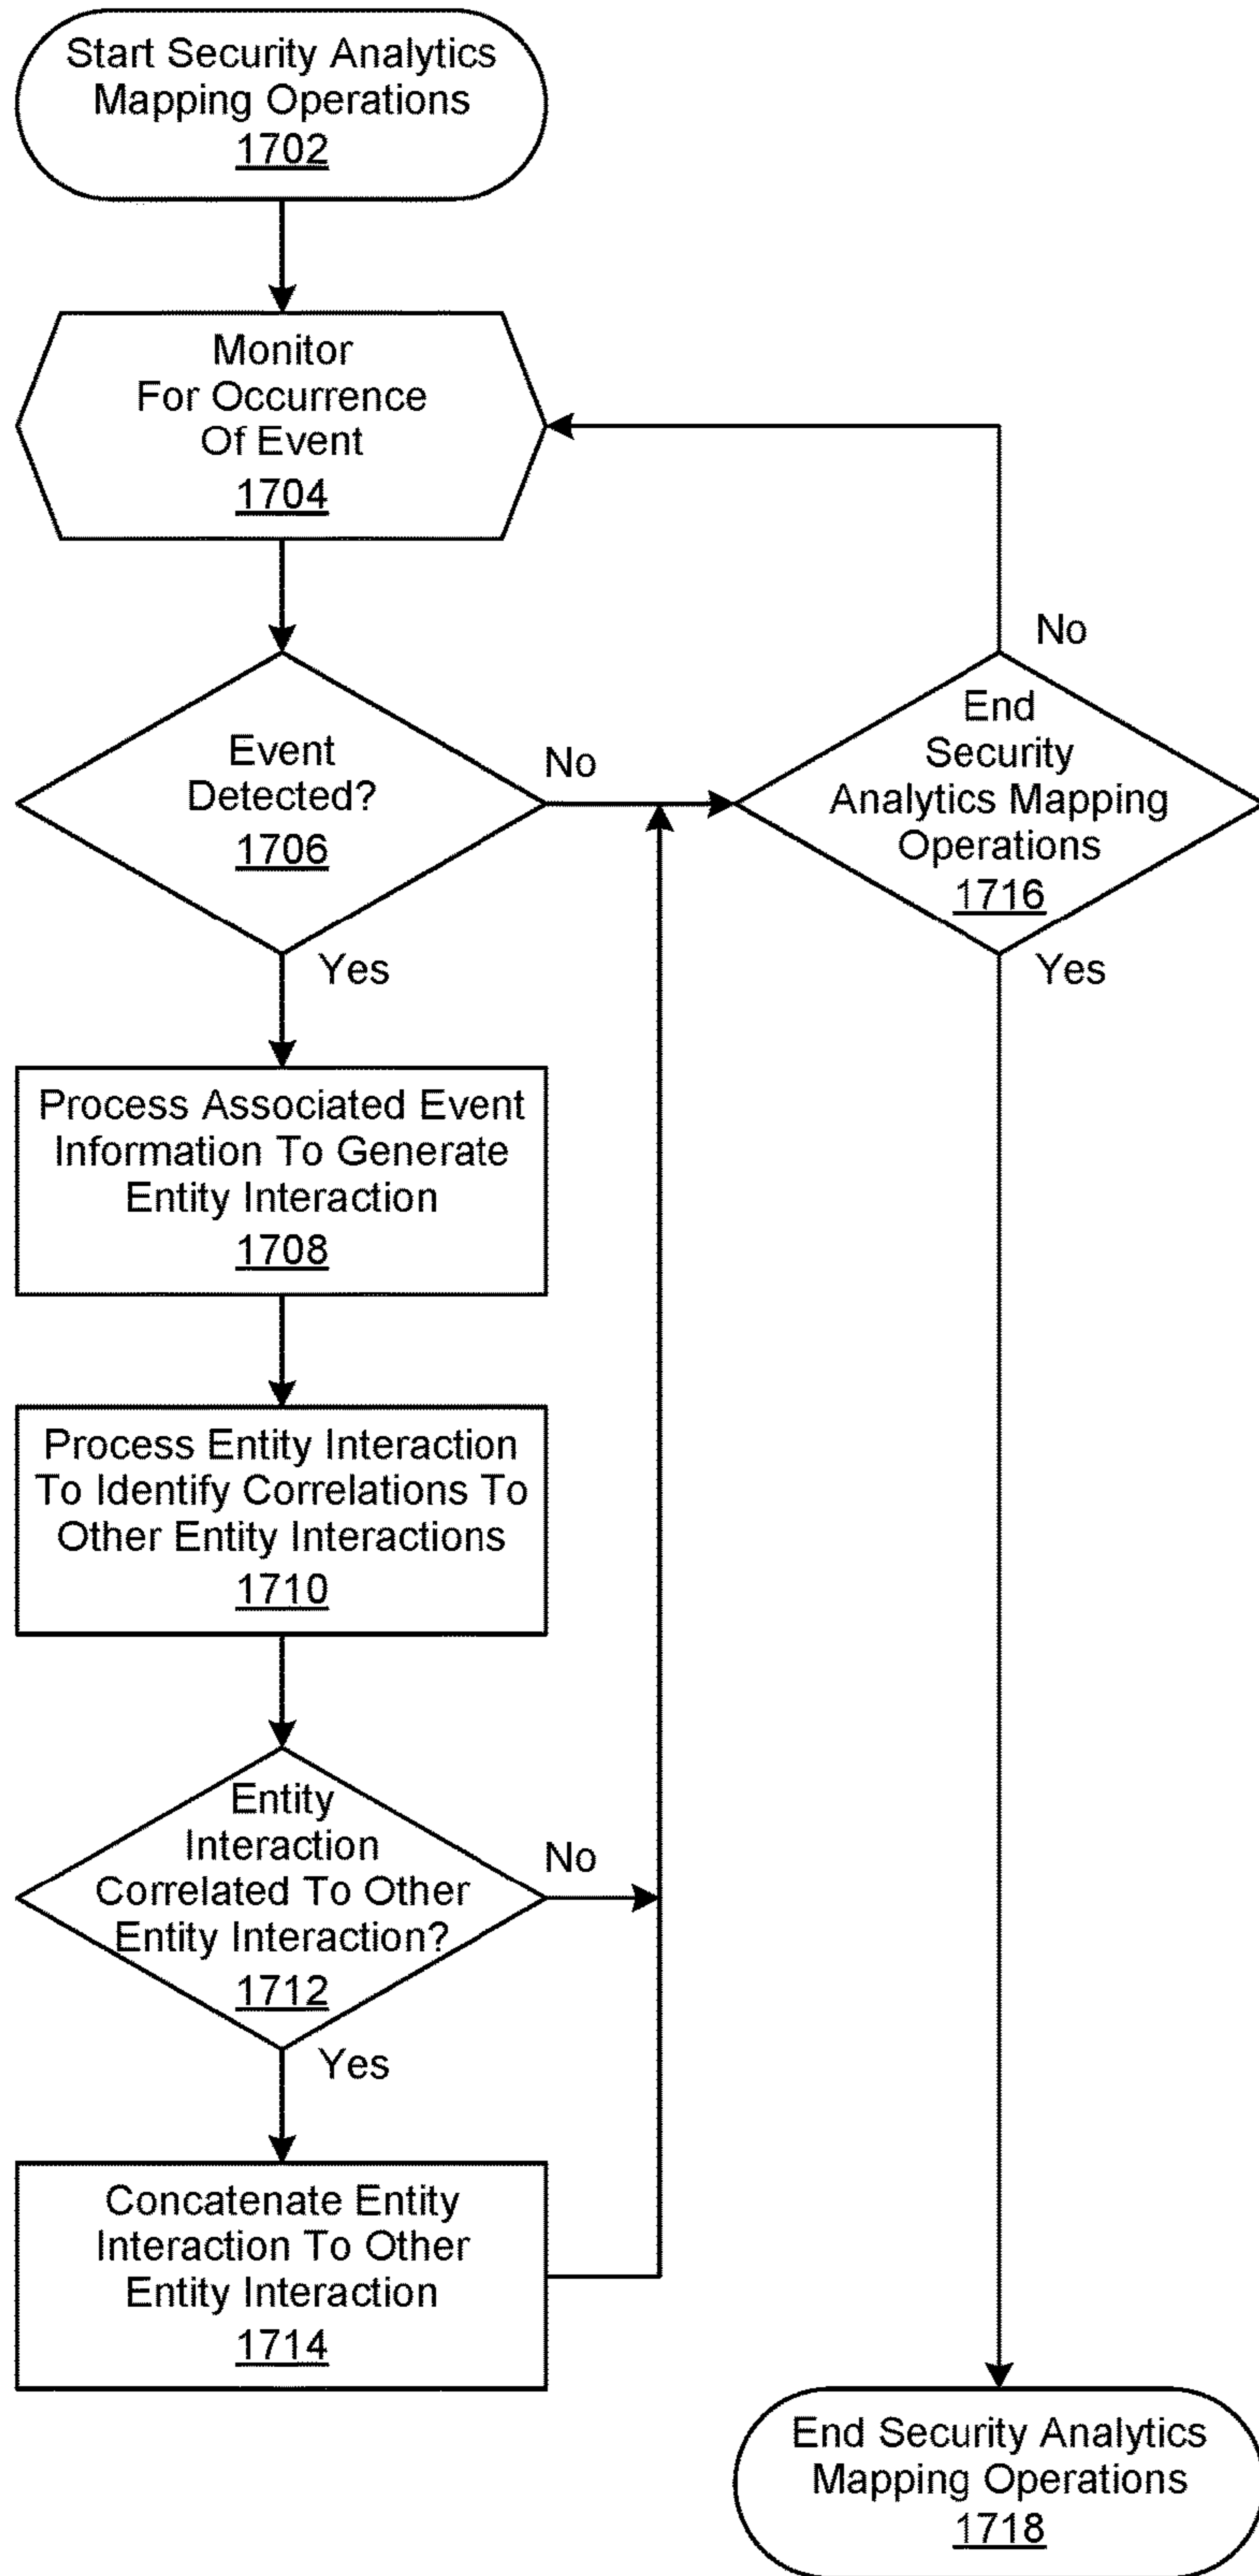 Start Security Analytics
Mapping Operations
1702
Monitor
For Occurrence
Of Event
1704
No
Event
Detected?
1706
No
End
Security
Analytics Mapping
Operations
1716
Yes
Yes
Process Associated Event
Information To Generate
Entity Interaction
1708
Process Entity Interaction
To Identify Correlations To
Other Entity Interactions
1710
Entity
Interaction
Correlated To Other
Entity Interaction?
1712
No
Yes
Concatenate Entity
Interaction To Other
Entity Interaction
1714
End Security Analytics
Mapping Operations
1718